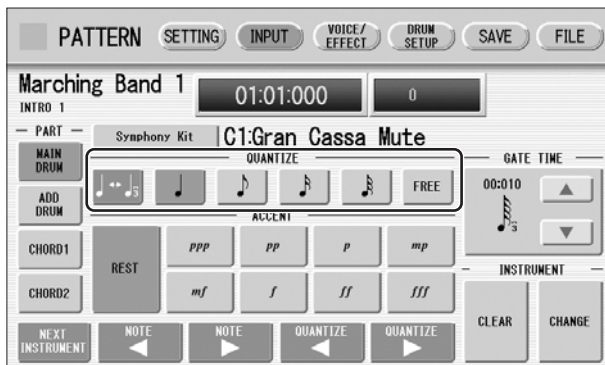 PATTERN SETTING INPUT VOICE/EFFECT DRUM SETUP SAVE FILE
Marching Band 1 01:01:000 0
INTRO 1
PART Symphony Kit C1:Gran Cassa Mute
MAIN DRUM QUANTIZE GATE TIME
3 FREE 00:010
ADD DRUM ACCENT 3
CHORD1 REST ppp pp p mp
INSTRUMENT
CHORD2 mf f ff fff
CLEAR CHANGE
NEXT INSTRUMENT NOTE NOTE QUANTIZE QUANTIZE